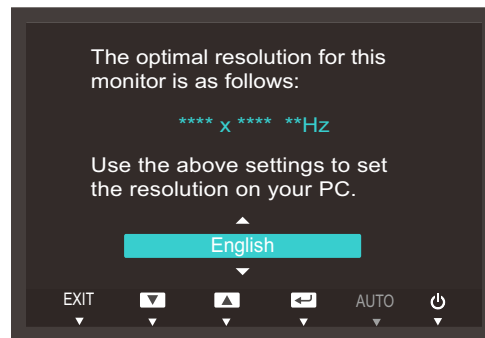 The optimal resolution for this
monitor is as follows:
**** x **** **Hz
Use the above settings to set
the resolution on your PC.
English
EXIT AUTO